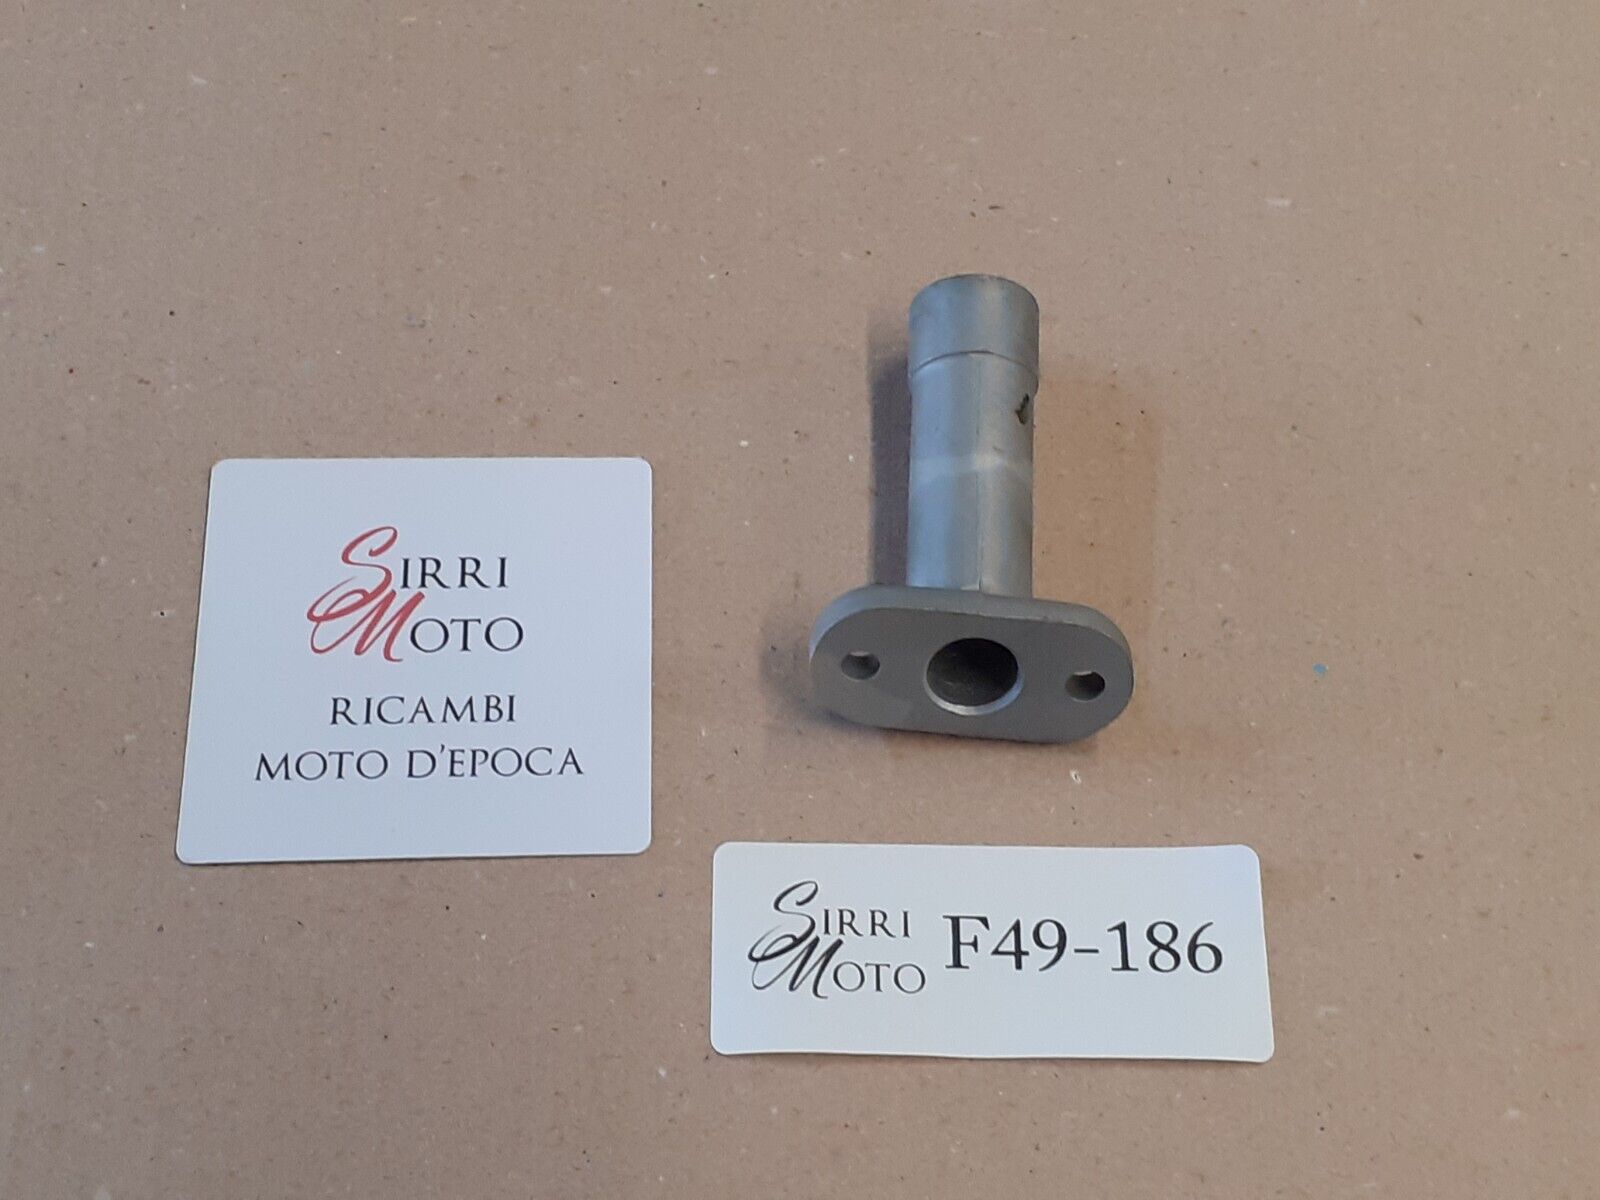 SIRRI
MOTO
RICAMBI
MOTO D'EPOCA
SIRRI
MOTO
F49-186